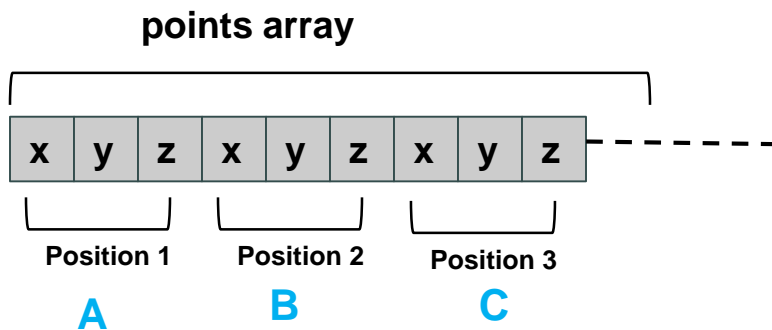 points array
x y z x y z x y z
Position 1 Position 2 Position 3
A B C